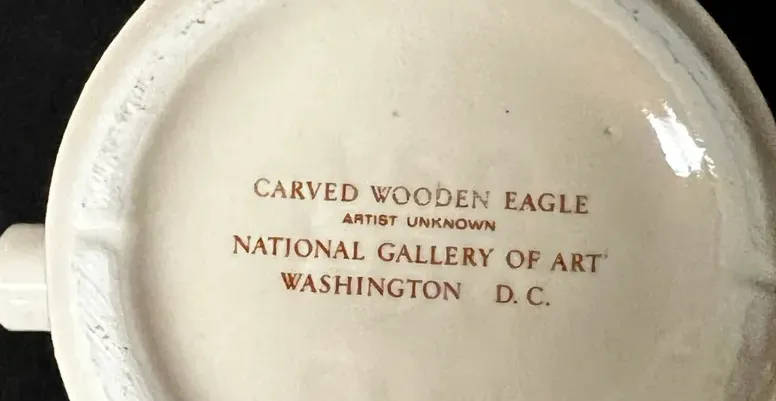 CARVED WOODEN EAGLE
ARTIST UNKNOWN
NATIONAL GALLERY OF ART
WASHINGTON D.C.